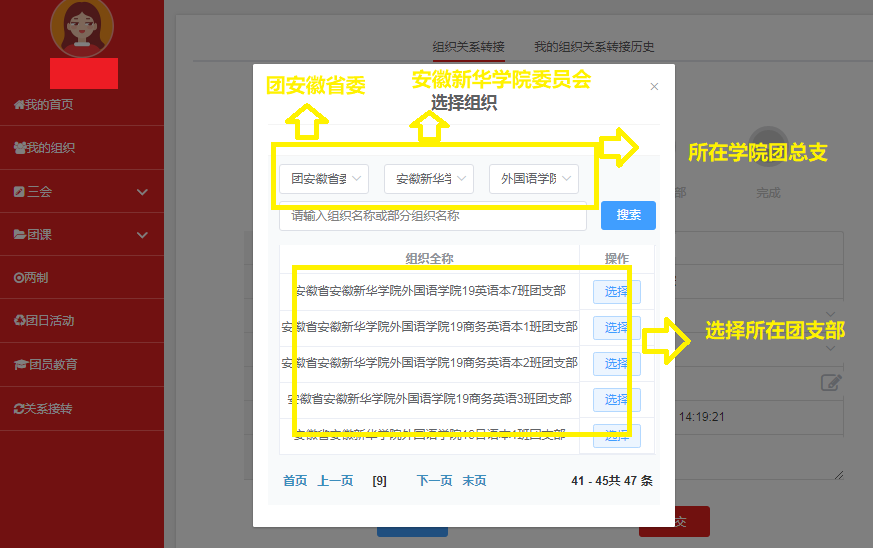 组织关系转接
我的组织关系转接历史
团安徽省委
安徽新华学院委员会
选择组织
×
我的首页
我的组织
三会
团课
两制
团日活动
团员教育
关系接转
所在学院团总支
团安徽省委
安徽新华学
外国语学院
部
完成
请输入组织名称或部分组织名称
搜索
组织全称
操作
安徽省安徽新华学院外国语学院19英语本7班团支部
选择
安徽省安徽新华学院外国语学院19商务英语本1班团支部
选择
选择所在团支部
安徽省安徽新华学院外国语学院19商务英语本2班团支部
选择
安徽省安徽新华学院外国语学院19商务英语3班团支部
选择
14:19:21
安徽省安徽新华学院外国语学院19日语本1班团支部
选择
首页 上一页 [9] 下一页 末页
41 - 45共 47 条
交